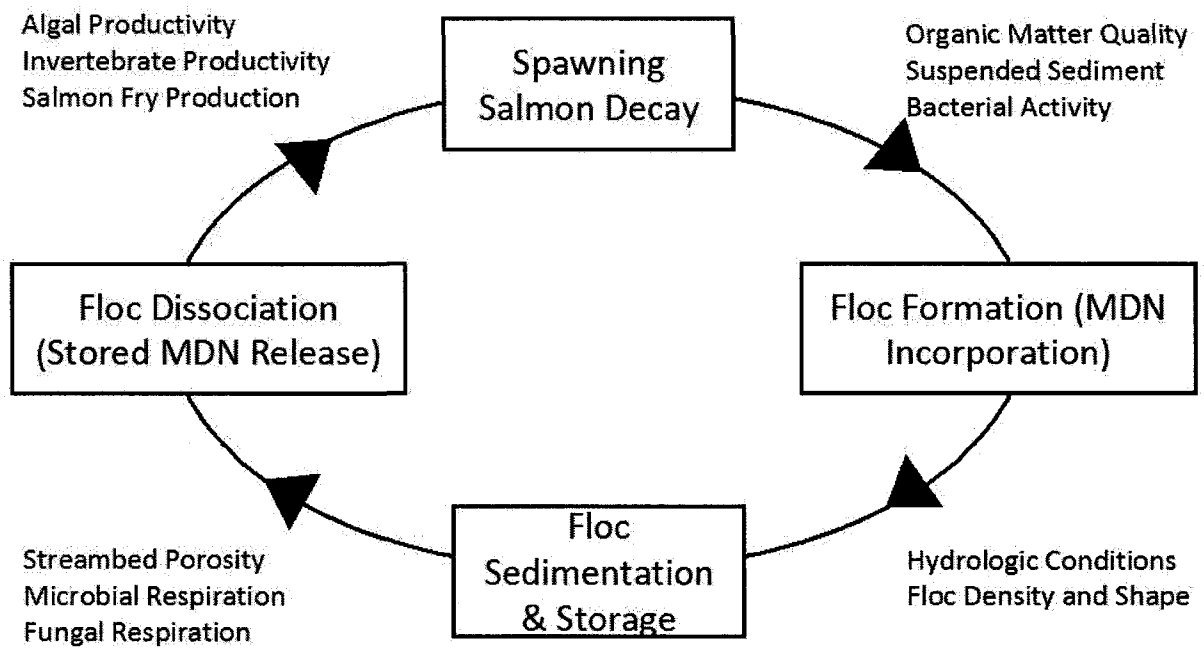 Algal Productivity
Invertebrate Productivity
Salmon Fry Production
Spawning
Salmon Decay
Organic Matter Quality
Suspended Sediment
Bacterial Activity
Floc Dissociation
(Stored MDN Release)
Floc Formation (MDN
Incorporation)
Streambed Porosity
Microbial Respiration
Fungal Respiration
Floc
Sedimentation
& Storage
Hydrologic Conditions
Floc Density and Shape